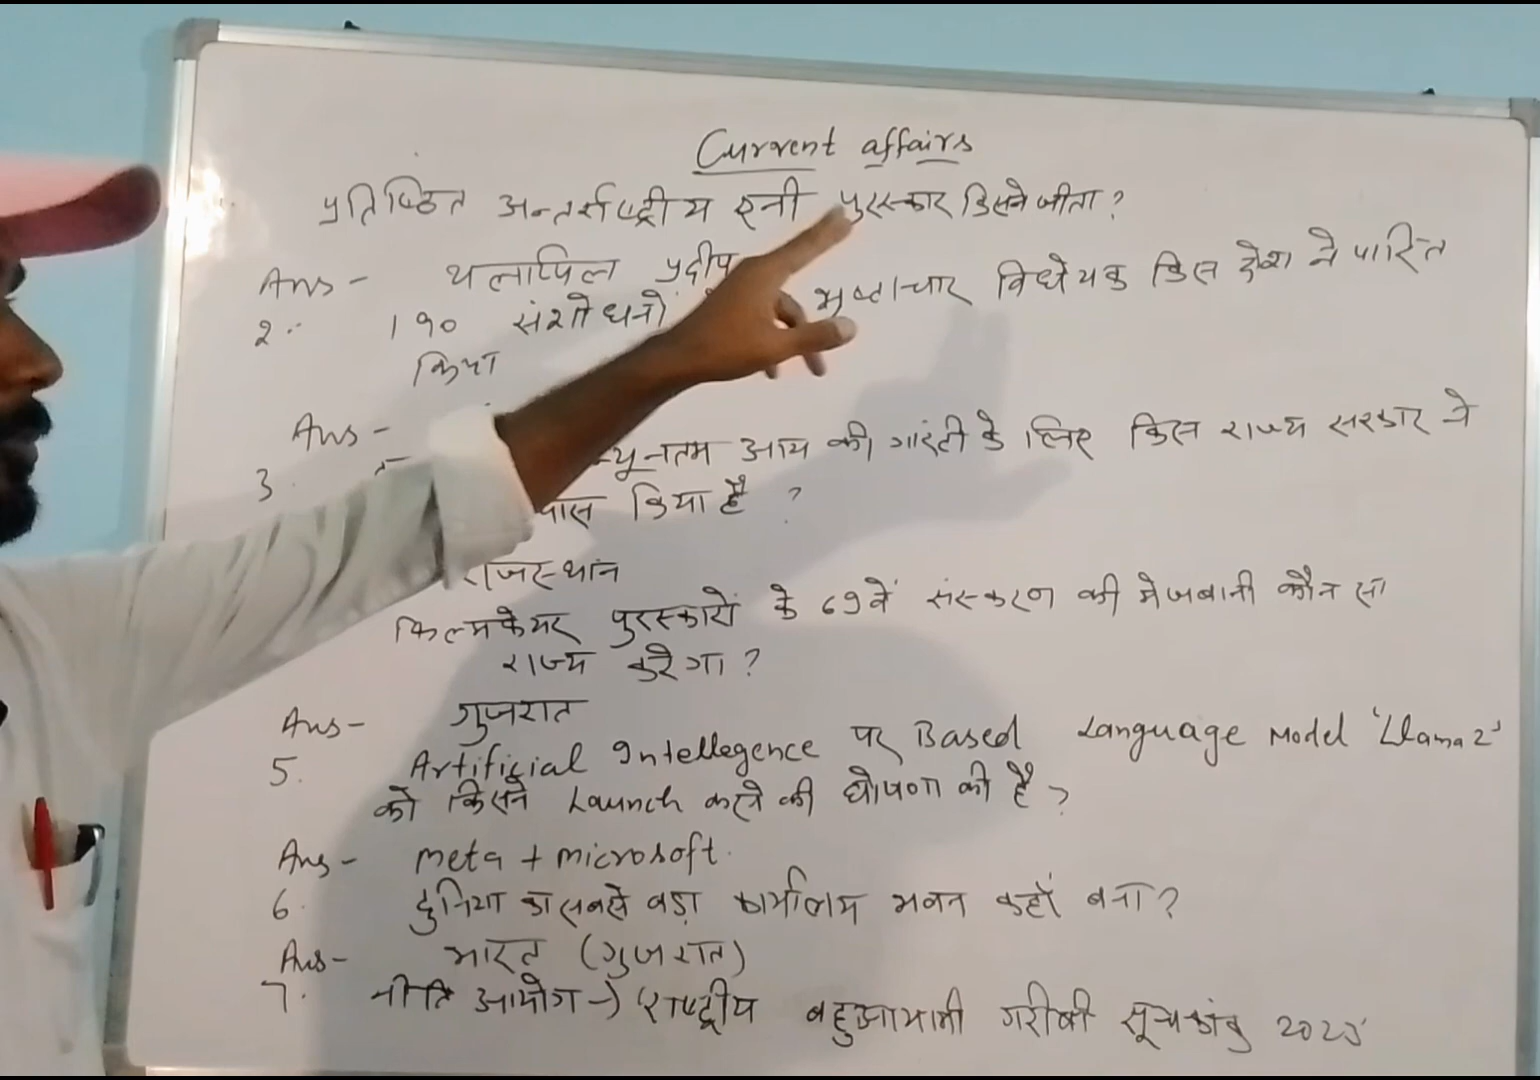 Current affairs
प्रतिष्ठित अन्तर्राष्ट्रीय एनी पुरस्कार किसने जीता?
Ans - थलाप्पिल प्रदीप
2. 190 संशोधनों भ्रष्टाचार विधेयक किस देश ने पारित
किया
Ans -
3 न्यूनतम आय की गारंटी के लिए किस राज्य सरकार ने
पास किया है ?
राजस्थान
फिल्मफेयर पुरस्कारों के 69वें संस्करण की मेजबानी कौन सा
राज्य करेगा?
Ans - गुजरात
5. Artificial Intellegence पर Based Language Model 'Llama 2'
को किसने Launch करने की घोषणा की है ?
Ans - meta + microsoft.
6. दुनिया का सबसे बड़ा कार्यालय भवन कहाँ बना?
Ans - भारत (गुजरात)
7. नीति आयोग → राष्ट्रीय बहुआयामी गरीबी सूचकांक